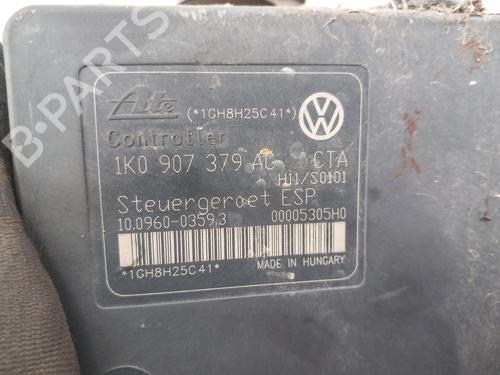 B-PARTS
Ate
(*1GH8H25C41*)
Controller
1K0 907 379 AC CTA
H11/S0101
Steuergeraet ESP
10.0960-0359.3 00005305H0
*1GH8H25C41*
MADE IN HUNGARY